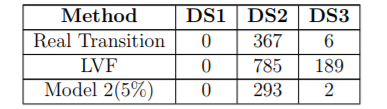 Method DS1 DS2 DS3
Real Transition 0 367 6
LVF 0 785 189
Model 2(5%) 0 293 2